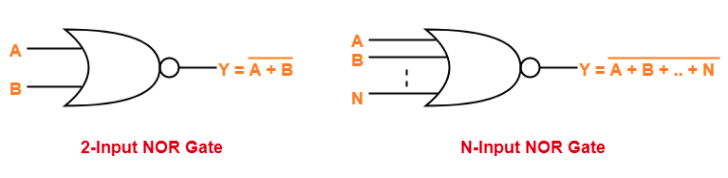 A
B
Y = A + B
2-Input NOR Gate
A
B
N
Y = A + B + .. + N
N-Input NOR Gate